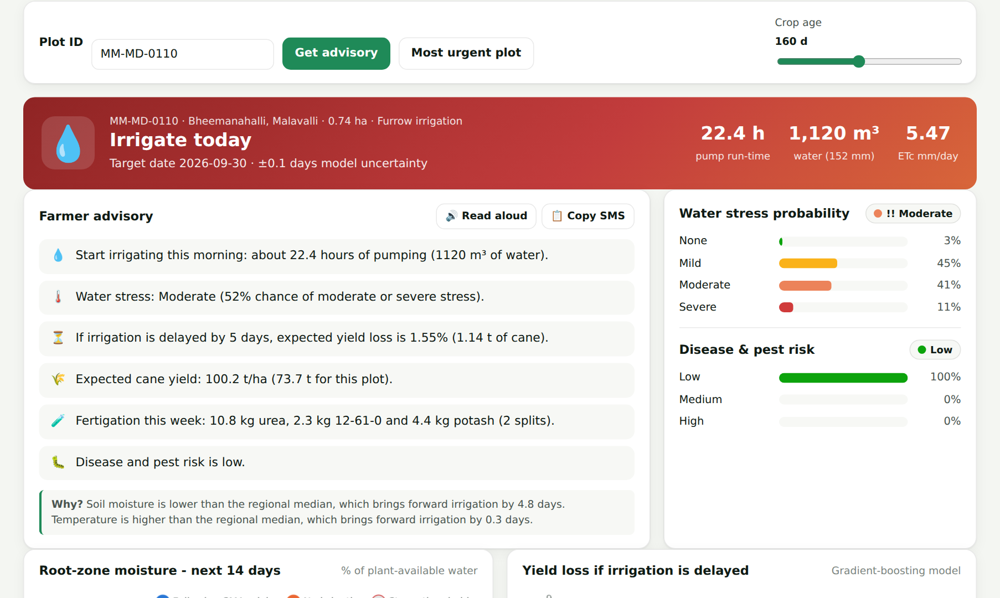 Plot ID
MM-MD-0110
Get advisory
Most urgent plot
Crop age
160 d
MM-MD-0110 · Bheemanahalli, Malavalli · 0.74 ha · Furrow irrigation
Irrigate today
Target date 2026-09-30 · ±0.1 days model uncertainty
22.4 h
pump run-time
1,120 m³
water (152 mm)
5.47
ETc mm/day
Farmer advisory
Read aloud
Copy SMS
Start irrigating this morning: about 22.4 hours of pumping (1120 m³ of water).
Water stress: Moderate (52% chance of moderate or severe stress).
If irrigation is delayed by 5 days, expected yield loss is 1.55% (1.14 t of cane).
Expected cane yield: 100.2 t/ha (73.7 t for this plot).
Fertigation this week: 10.8 kg urea, 2.3 kg 12-61-0 and 4.4 kg potash (2 splits).
Disease and pest risk is low.
Why? Soil moisture is lower than the regional median, which brings forward irrigation by 4.8 days.
Temperature is higher than the regional median, which brings forward irrigation by 0.3 days.
Water stress probability
!! Moderate
None 3%
Mild 45%
Moderate 41%
Severe 11%
Disease & pest risk
Low
Low 100%
Medium 0%
High 0%
Root-zone moisture - next 14 days
% of plant-available water
Yield loss if irrigation is delayed
Gradient-boosting model